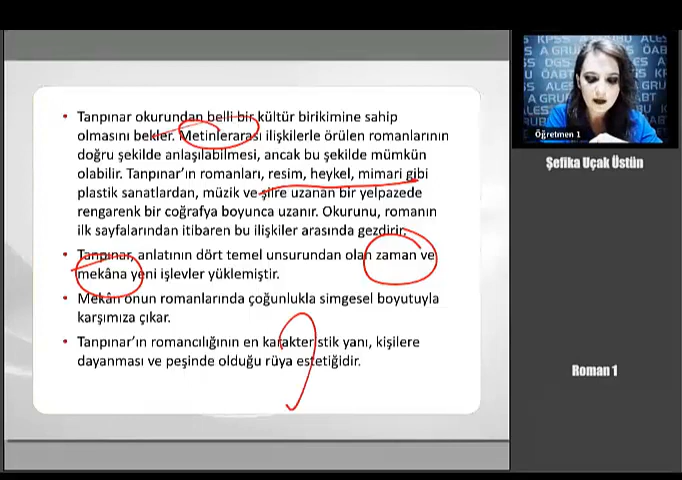 • Tanpınar okurundan belli bir kültür birikimine sahip
olmasını bekler. Metinlerarası ilişkilerle örülen romanlarının
doğru şekilde anlaşılabilmesi, ancak bu şekilde mümkün
olabilir. Tanpınar’ın romanları, resim, heykel, mimari gibi
plastik sanatlardan, müzik ve şiire uzanan bir yelpazede
rengarenk bir coğrafya boyunca uzanır. Okurunu, romanın
ilk sayfalarından itibaren bu ilişkiler arasında gezdirir.
• Tanpınar, anlatının dört temel unsurundan olan zaman ve
mekâna yeni işlevler yüklemiştir.
• Mekân onun romanlarında çoğunlukla simgesel boyutuyla
karşımıza çıkar.
• Tanpınar’ın romancılığının en karakteristik yanı, kişilere
dayanması ve peşinde olduğu rüya estetiğidir.
Öğretmen 1
Şefika Uçak Üstün
Roman 1